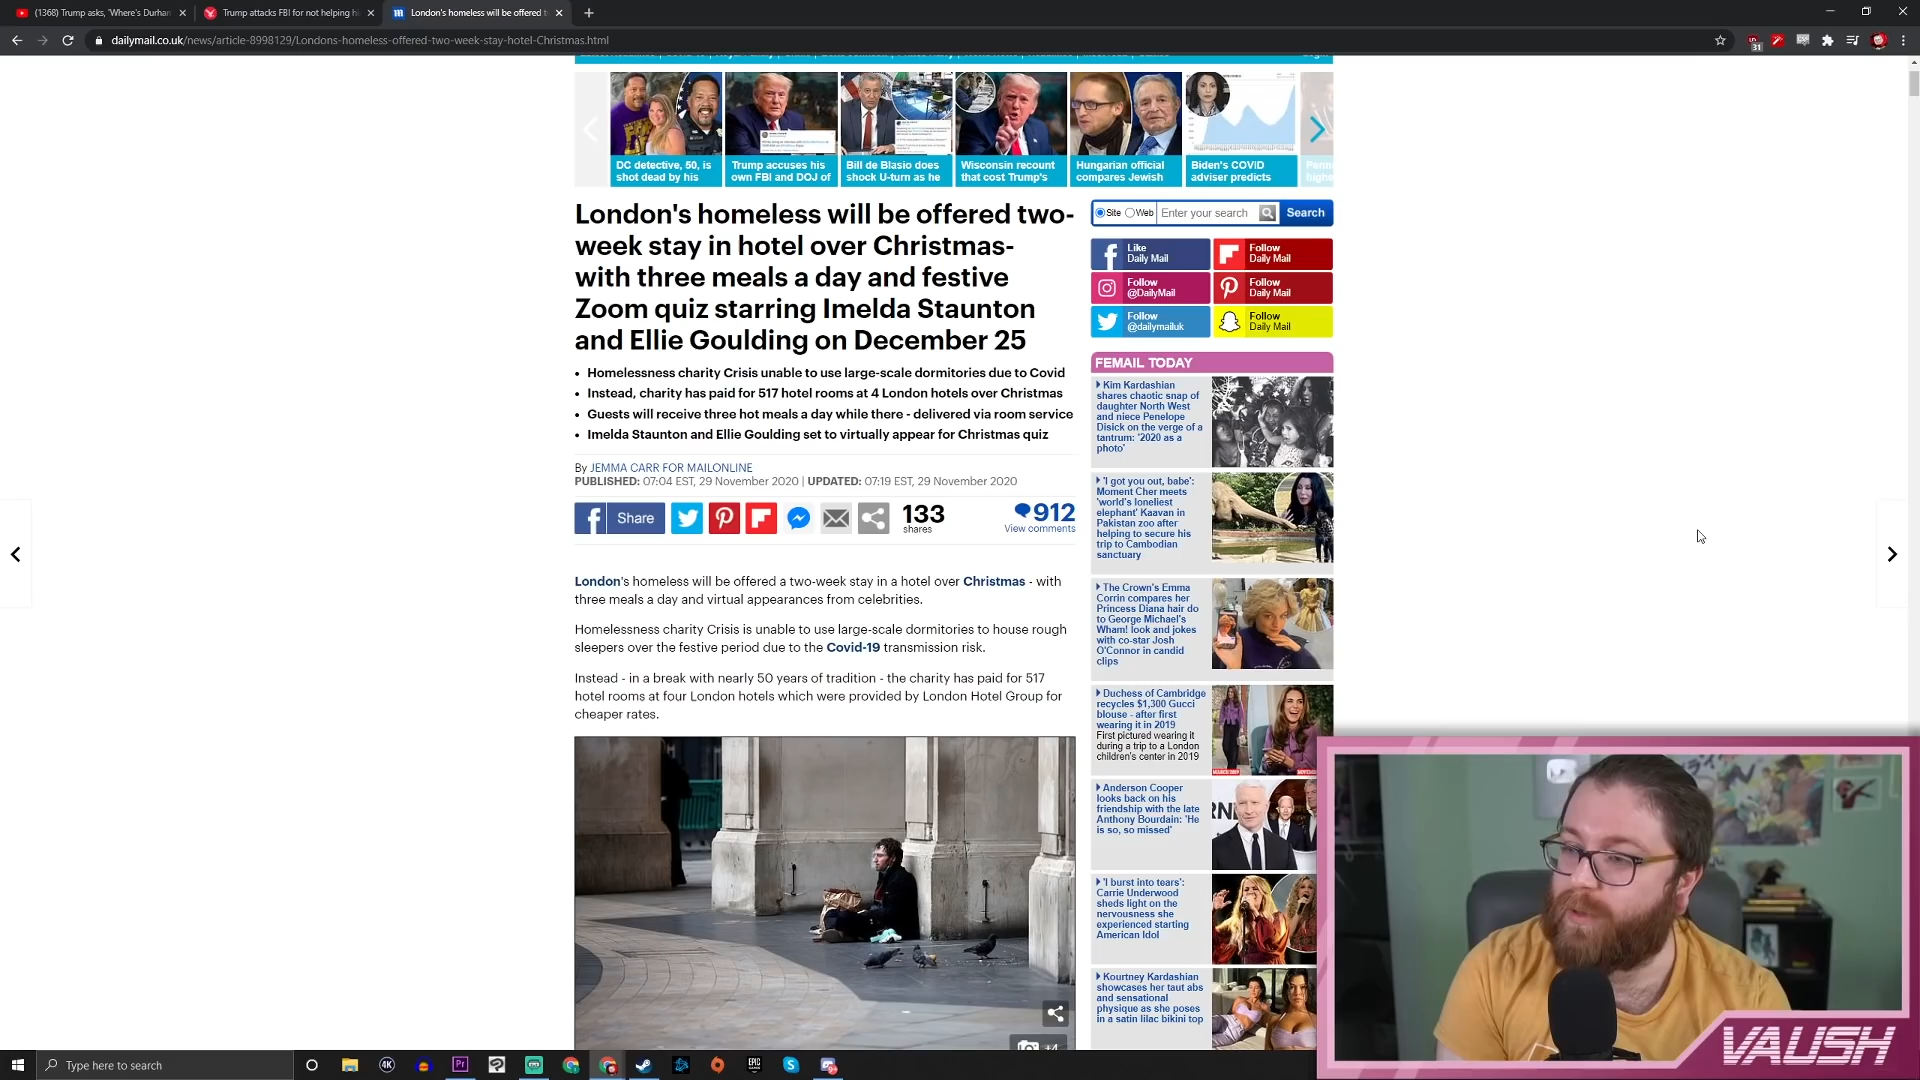 (1368) Trump asks, 'Where's Durham
Trump attacks FBI for not helping hi
London's homeless will be offered t
dailymail.co.uk/news/article-8998129/Londons-homeless-offered-two-week-stay-hotel-Christmas.html
31
DC detective, 50, is
shot dead by his
Trump accuses his
own FBI and DOJ of
Bill de Blasio does
shock U-turn as he
Wisconsin recount
that cost Trump's
Hungarian official
compares Jewish
Biden's COVID
adviser predicts
London's homeless will be offered two-
week stay in hotel over Christmas-
with three meals a day and festive
Zoom quiz starring Imelda Staunton
and Ellie Goulding on December 25
• Homelessness charity Crisis unable to use large-scale dormitories due to Covid
• Instead, charity has paid for 517 hotel rooms at 4 London hotels over Christmas
• Guests will receive three hot meals a day while there - delivered via room service
• Imelda Staunton and Ellie Goulding set to virtually appear for Christmas quiz
By JEMMA CARR FOR MAILONLINE
PUBLISHED: 07:04 EST, 29 November 2020 | UPDATED: 07:19 EST, 29 November 2020
Share
133
shares
912
View comments
London's homeless will be offered a two-week stay in a hotel over Christmas - with
three meals a day and virtual appearances from celebrities.
Homelessness charity Crisis is unable to use large-scale dormitories to house rough
sleepers over the festive period due to the Covid-19 transmission risk.
Instead - in a break with nearly 50 years of tradition - the charity has paid for 517
hotel rooms at four London hotels which were provided by London Hotel Group for
cheaper rates.
+4
Site Web Enter your search Search
Like
Daily Mail
Follow
Daily Mail
Follow
@DailyMail
Follow
Daily Mail
Follow
@dailymailuk
Follow
Daily Mail
FEMAIL TODAY
Kim Kardashian
shares chaotic snap of
daughter North West
and niece Penelope
Disick on the verge of a
tantrum: '2020 as a
photo'
'I got you out, babe':
Moment Cher meets
'world's loneliest
elephant' Kaavan in
Pakistan zoo after
helping to secure his
trip to Cambodian
sanctuary
The Crown's Emma
Corrin compares her
Princess Diana hair do
to George Michael's
Wham! look and jokes
with co-star Josh
O'Connor in candid
clips
Duchess of Cambridge
recycles $1,300 Gucci
blouse - after first
wearing it in 2019
First pictured wearing it
during a trip to a London
children's center in 2019
Anderson Cooper
looks back on his
friendship with the late
Anthony Bourdain: 'He
is so, so missed'
'I burst into tears':
Carrie Underwood
sheds light on the
nervousness she
experienced starting
American Idol
Kourtney Kardashian
showcases her taut abs
and sensational
physique as she poses
in a satin lilac bikini top
VAUSH
Type here to search
4K
Pr
EPIC